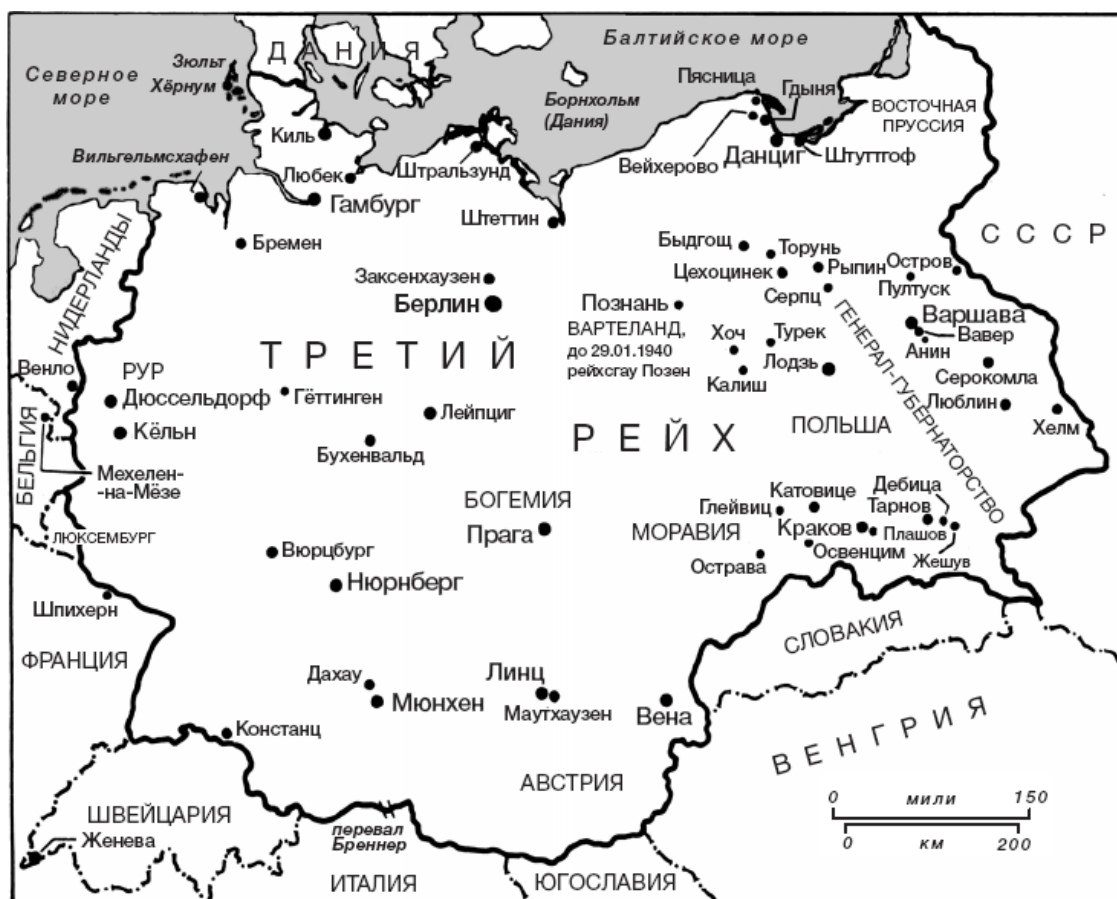 ДАНИЯ
Балтийское море
Северное
море
Зюльт
Хёрнум
Пясница
Гдыня
Борнхольм
(Дания)
ВОСТОЧНАЯ
ПРУССИЯ
Киль
Вильгельмсхафен
Вейхерово
Данциг
Штуттгоф
Любек
Штральзунд
Гамбург
Штеттин
НИДЕРЛАНДЫ
Бремен
Быдгощ
Торунь
СССР
Заксенхаузен
Цехоцинек
Рыпин
Остров
Пултуск
Берлин
Познань
Серпц
ВАРТЕЛАНД,
до 29.01.1940
рейхсгау Позен
Варшава
Вавер
Анин
ТРЕТИЙ
Хоч
Турек
Лодзь
ГЕНЕРАЛ-ГУБЕРНАТОРСТВО
Венло
РУР
Калиш
Серокомла
Дюссельдорф
Гёттинген
Лейпциг
Люблин
БЕЛЬГИЯ
Кёльн
РЕЙХ
ПОЛЬША
Хелм
Бухенвальд
Мехелен-
-на-Мёзе
БОГЕМИЯ
Глейвиц
Катовице
Дебица
Тарнов
Прага
МОРАВИЯ
Краков
Плашов
ЛЮКСЕМБУРГ
Вюрцбург
Острава
Освенцим
Жешув
Нюрнберг
Шпихерн
СЛОВАКИЯ
ФРАНЦИЯ
Дахау
Линц
Мюнхен
Маутхаузен
Вена
Констанц
ВЕНГРИЯ
АВСТРИЯ
ШВЕЙЦАРИЯ
0 мили 150
Женева
перевал
Бреннер
0 км 200
ИТАЛИЯ
ЮГОСЛАВИЯ